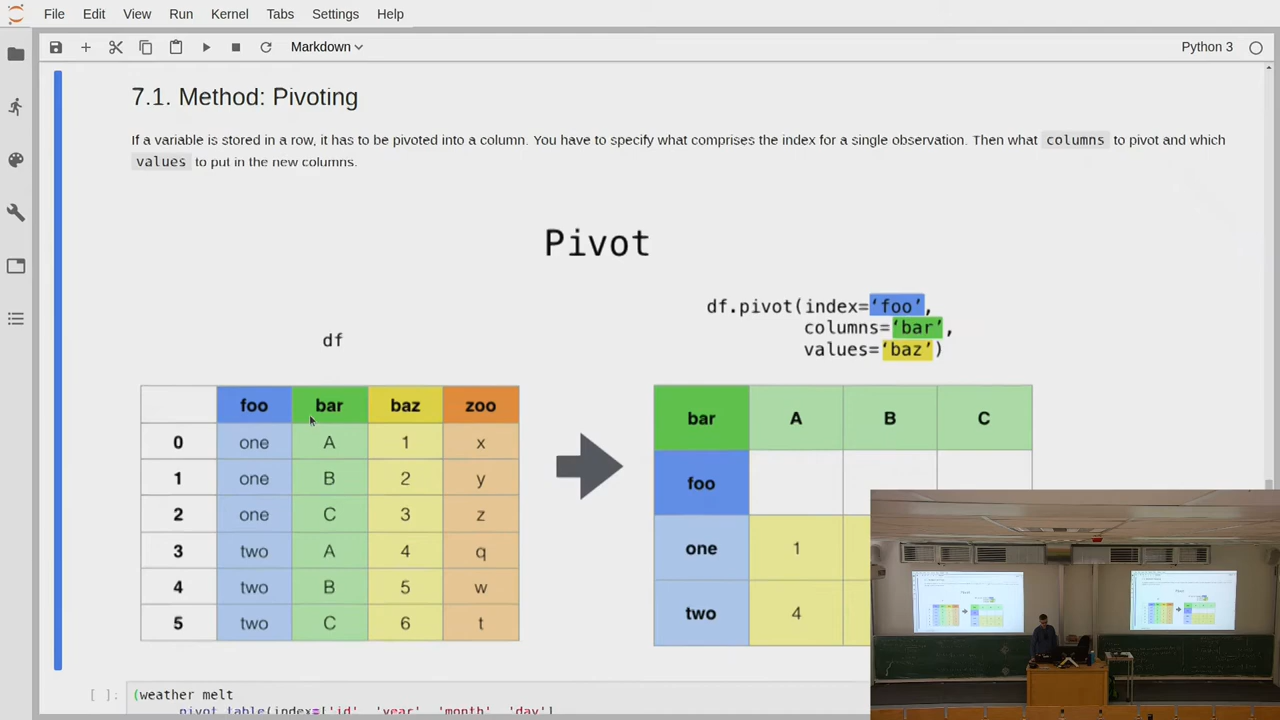 File Edit View Run Kernel Tabs Settings Help
Markdown Python 3
7.1. Method: Pivoting
If a variable is stored in a row, it has to be pivoted into a column. You have to specify what comprises the index for a single observation. Then what columns to pivot and which
values to put in the new columns.
Pivot
df.pivot(index=‘foo’,
columns=‘bar’,
values=‘baz’)
df
foo bar baz zoo
0 one A 1 x
1 one B 2 y
2 one C 3 z
3 two A 4 q
4 two B 5 w
5 two C 6 t
bar A B C
foo
one 1
two 4
[ ]: (weather_melt
.pivot_table(index=['id', 'year', 'month', 'day'],